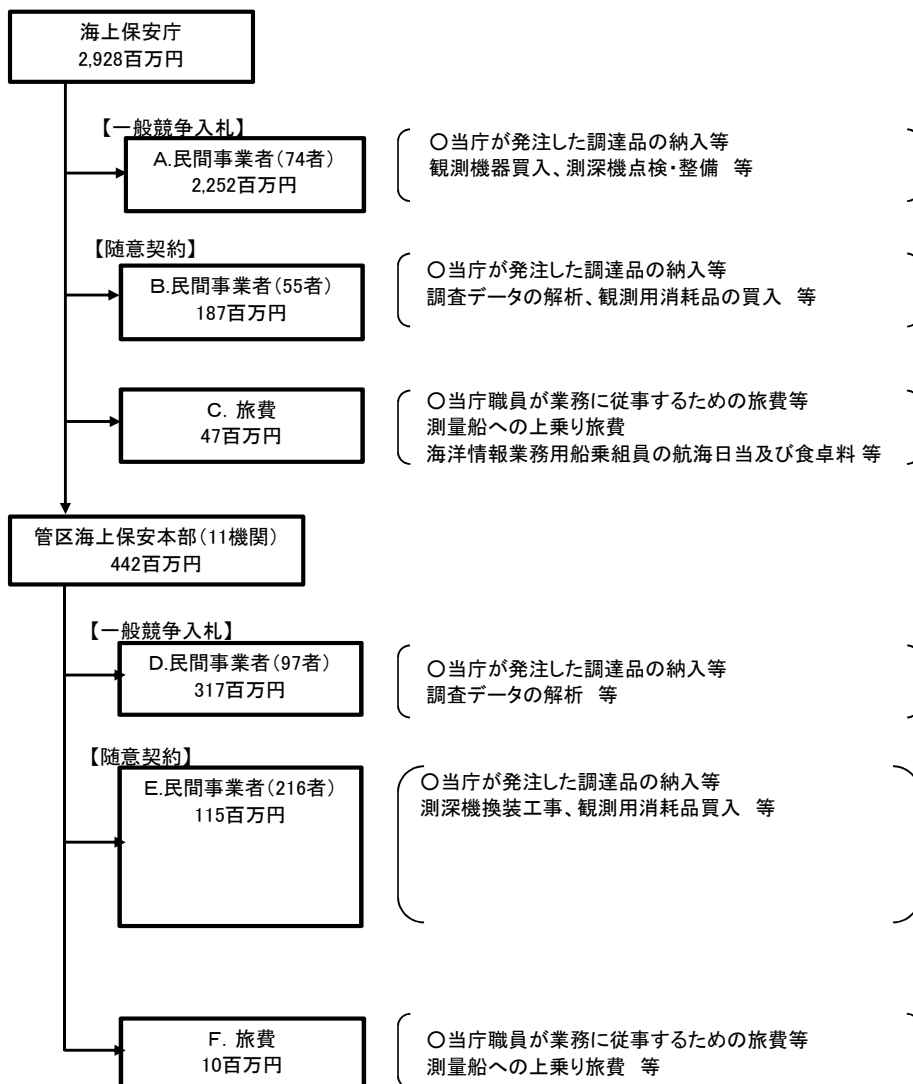 海上保安庁
2,928百万円
【一般競争入札】
A.民間事業者(74者)
2,252百万円
〇当庁が発注した調達品の納入等
観測機器買入、測深機点検・整備 等
【随意契約】
B.民間事業者(55者)
187百万円
〇当庁が発注した調達品の納入等
調査データの解析、観測用消耗品の買入 等
C. 旅費
47百万円
〇当庁職員が業務に従事するための旅費等
測量船への上乗り旅費
海洋情報業務用船乗組員の航海日当及び食卓料 等
管区海上保安本部(11機関)
442百万円
【一般競争入札】
D.民間事業者(97者)
317百万円
〇当庁が発注した調達品の納入等
調査データの解析 等
【随意契約】
E.民間事業者(216者)
115百万円
〇当庁が発注した調達品の納入等
測深機換装工事、観測用消耗品買入 等
F. 旅費
10百万円
〇当庁職員が業務に従事するための旅費等
測量船への上乗り旅費 等